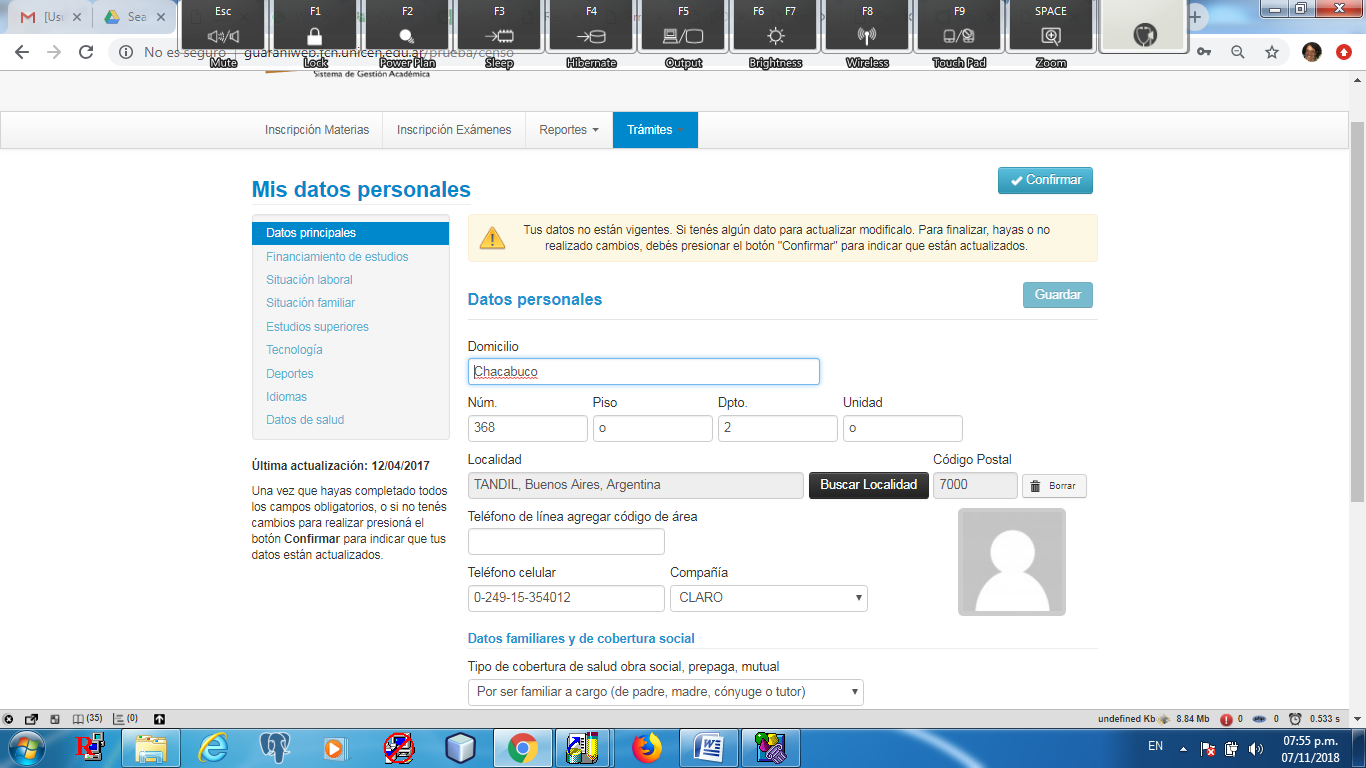 Esc F1 F2 F3 F4 F5 F6 F7 F8 F9 SPACE
Mute Lock Power Plan Sleep Hibernate Output Brightness Wireless Touch Pad Zoom
Sea
No es seguro guaraniweb.fcn.unicen.edu.ar/prueba/censo
Sistema de Gestión Académica
Inscripción Materias Inscripción Exámenes Reportes Trámites
Mis datos personales
Confirmar
Datos principales
Financiamiento de estudios
Situación laboral
Situación familiar
Estudios superiores
Tecnología
Deportes
Idiomas
Datos de salud
Última actualización: 12/04/2017
Una vez que hayas completado todos
los campos obligatorios, o si no tenés
cambios para realizar presioná el
botón Confirmar para indicar que tus
datos están actualizados.
Tus datos no están vigentes. Si tenés algún dato para actualizar modificalo. Para finalizar, hayas o no
realizado cambios, debés presionar el botón "Confirmar" para indicar que están actualizados.
Datos personales
Guardar
Domicilio
Chacabuco
Núm. Piso Dpto. Unidad
368 o 2 o
Localidad Código Postal
TANDIL, Buenos Aires, Argentina Buscar Localidad 7000 Borrar
Teléfono de línea agregar código de área
Teléfono celular Compañía
0-249-15-354012 CLARO
Datos familiares y de cobertura social
Tipo de cobertura de salud obra social, prepaga, mutual
Por ser familiar a cargo (de padre, madre, cónyuge o tutor)
(35) (0) undefined Kb 8.84 Mb 0 0 0.533 s
EN 07:55 p.m.
07/11/2018